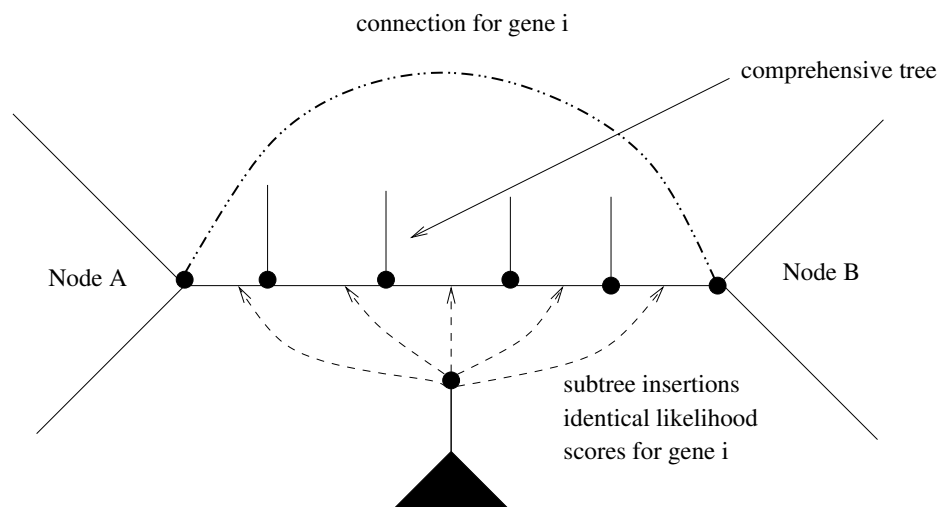 connection for gene i
comprehensive tree
Node A
Node B
subtree insertions
identical likelihood
scores for gene i